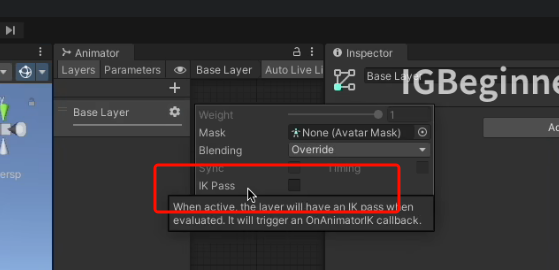 Animator
Inspector
Layers Parameters Base Layer Auto Live Li
Base Layer
IGBeginne
Base Layer
Weight 1
Mask None (Avatar Mask)
Blending Override
Sync Timing
IK Pass
When active, the layer will have an IK pass when
evaluated. It will trigger an OnAnimatorIK callback.
ersp